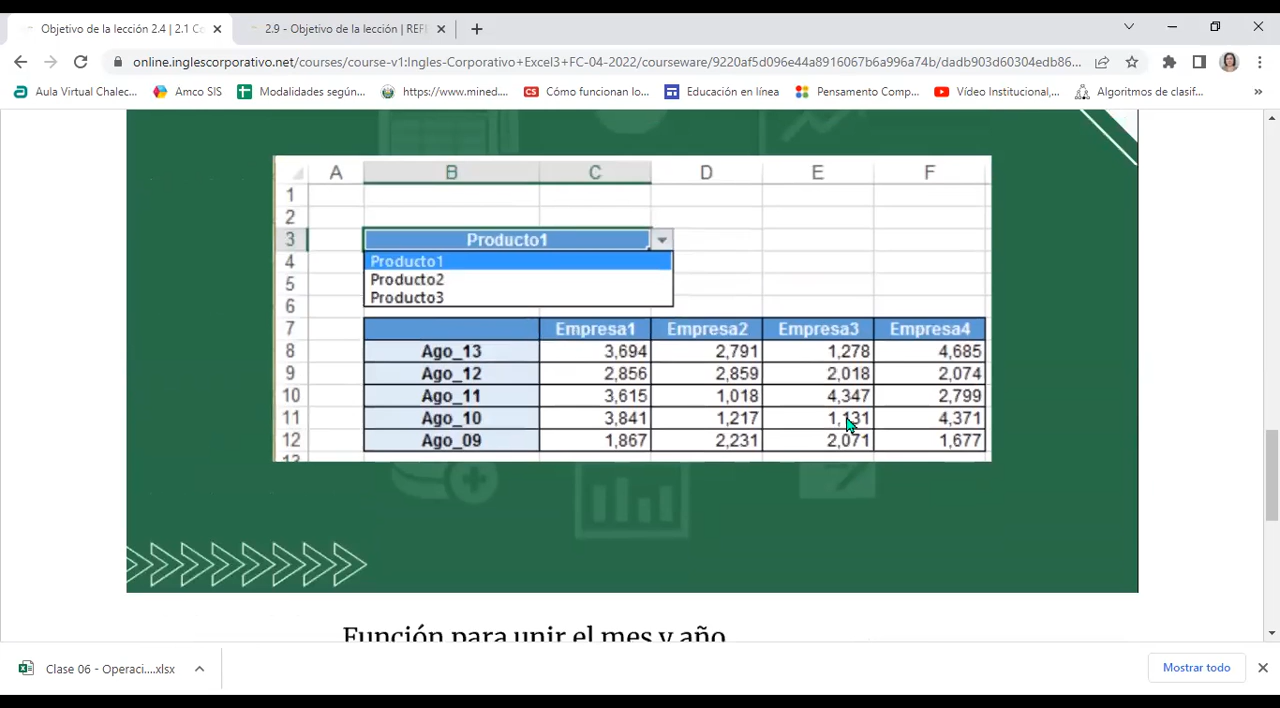 Objetivo de la lección 2.4 | 2.1 Co
2.9 - Objetivo de la lección | REFI
online.inglescorporativo.net/courses/course-v1:Ingles-Corporativo+Excel3+FC-04-2022/courseware/9220af5d096e44a8916067b6a996a74b/dadb903d60304edb86...
Aula Virtual Chalec... Amco SIS Modalidades según... https://www.mined.... CS Cómo funcionan lo... Educación en línea Pensamento Comp... Vídeo Institucional,... Algoritmos de clasif... »
A B C D E F
1
2
3 Producto1
4 Producto1
5 Producto2
6 Producto3
7 Empresa1 Empresa2 Empresa3 Empresa4
8 Ago_13 3,694 2,791 1,278 4,685
9 Ago_12 2,856 2,859 2,018 2,074
10 Ago_11 3,615 1,018 4,347 2,799
11 Ago_10 3,841 1,217 1,131 4,371
12 Ago_09 1,867 2,231 2,071 1,677
Función para unir el mes y año
Clase 06 - Operaci....xlsx
Mostrar todo